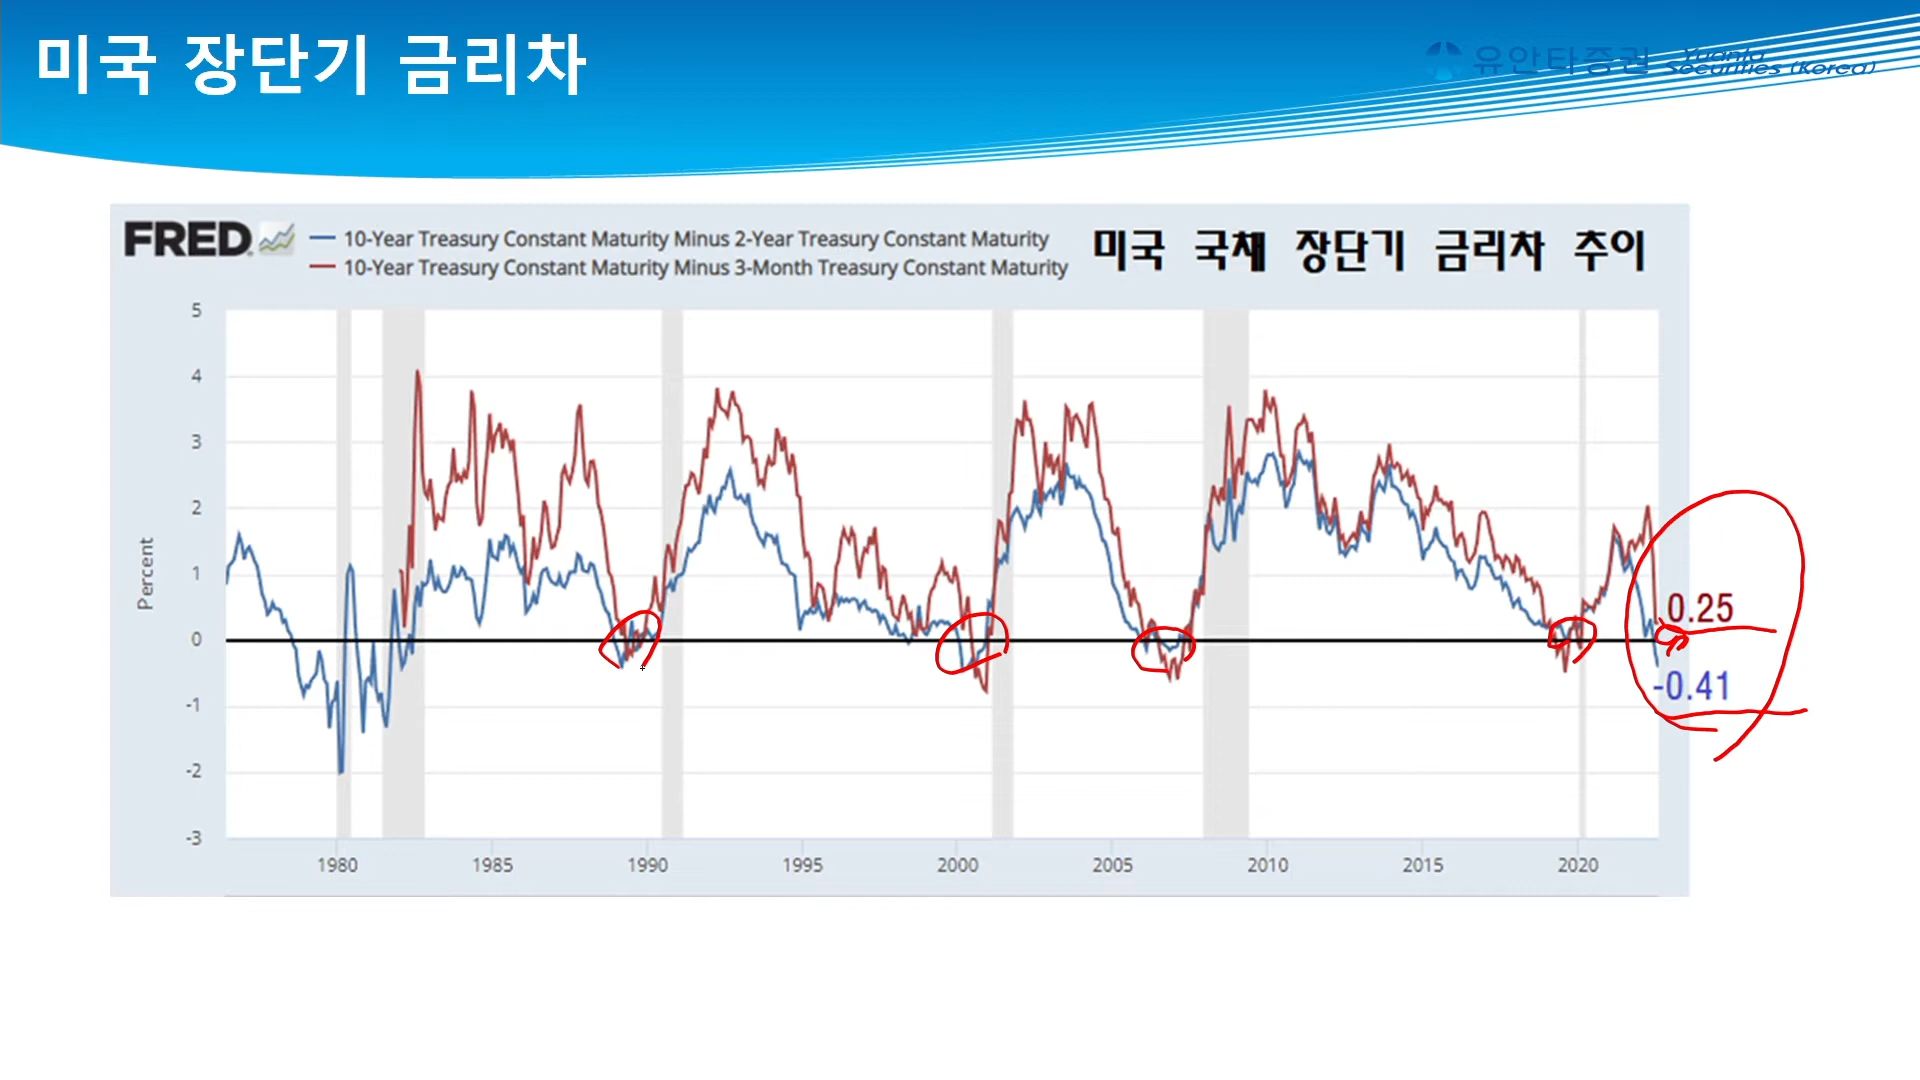 미국 장단기 금리차
유안타증권 Yuanta Securities (Korea)
FRED
10-Year Treasury Constant Maturity Minus 2-Year Treasury Constant Maturity
10-Year Treasury Constant Maturity Minus 3-Month Treasury Constant Maturity
미국 국채 장단기 금리차 추이
Percent
5
4
3
2
1
0
-1
-2
-3
0.25
-0.41
1980 1985 1990 1995 2000 2005 2010 2015 2020